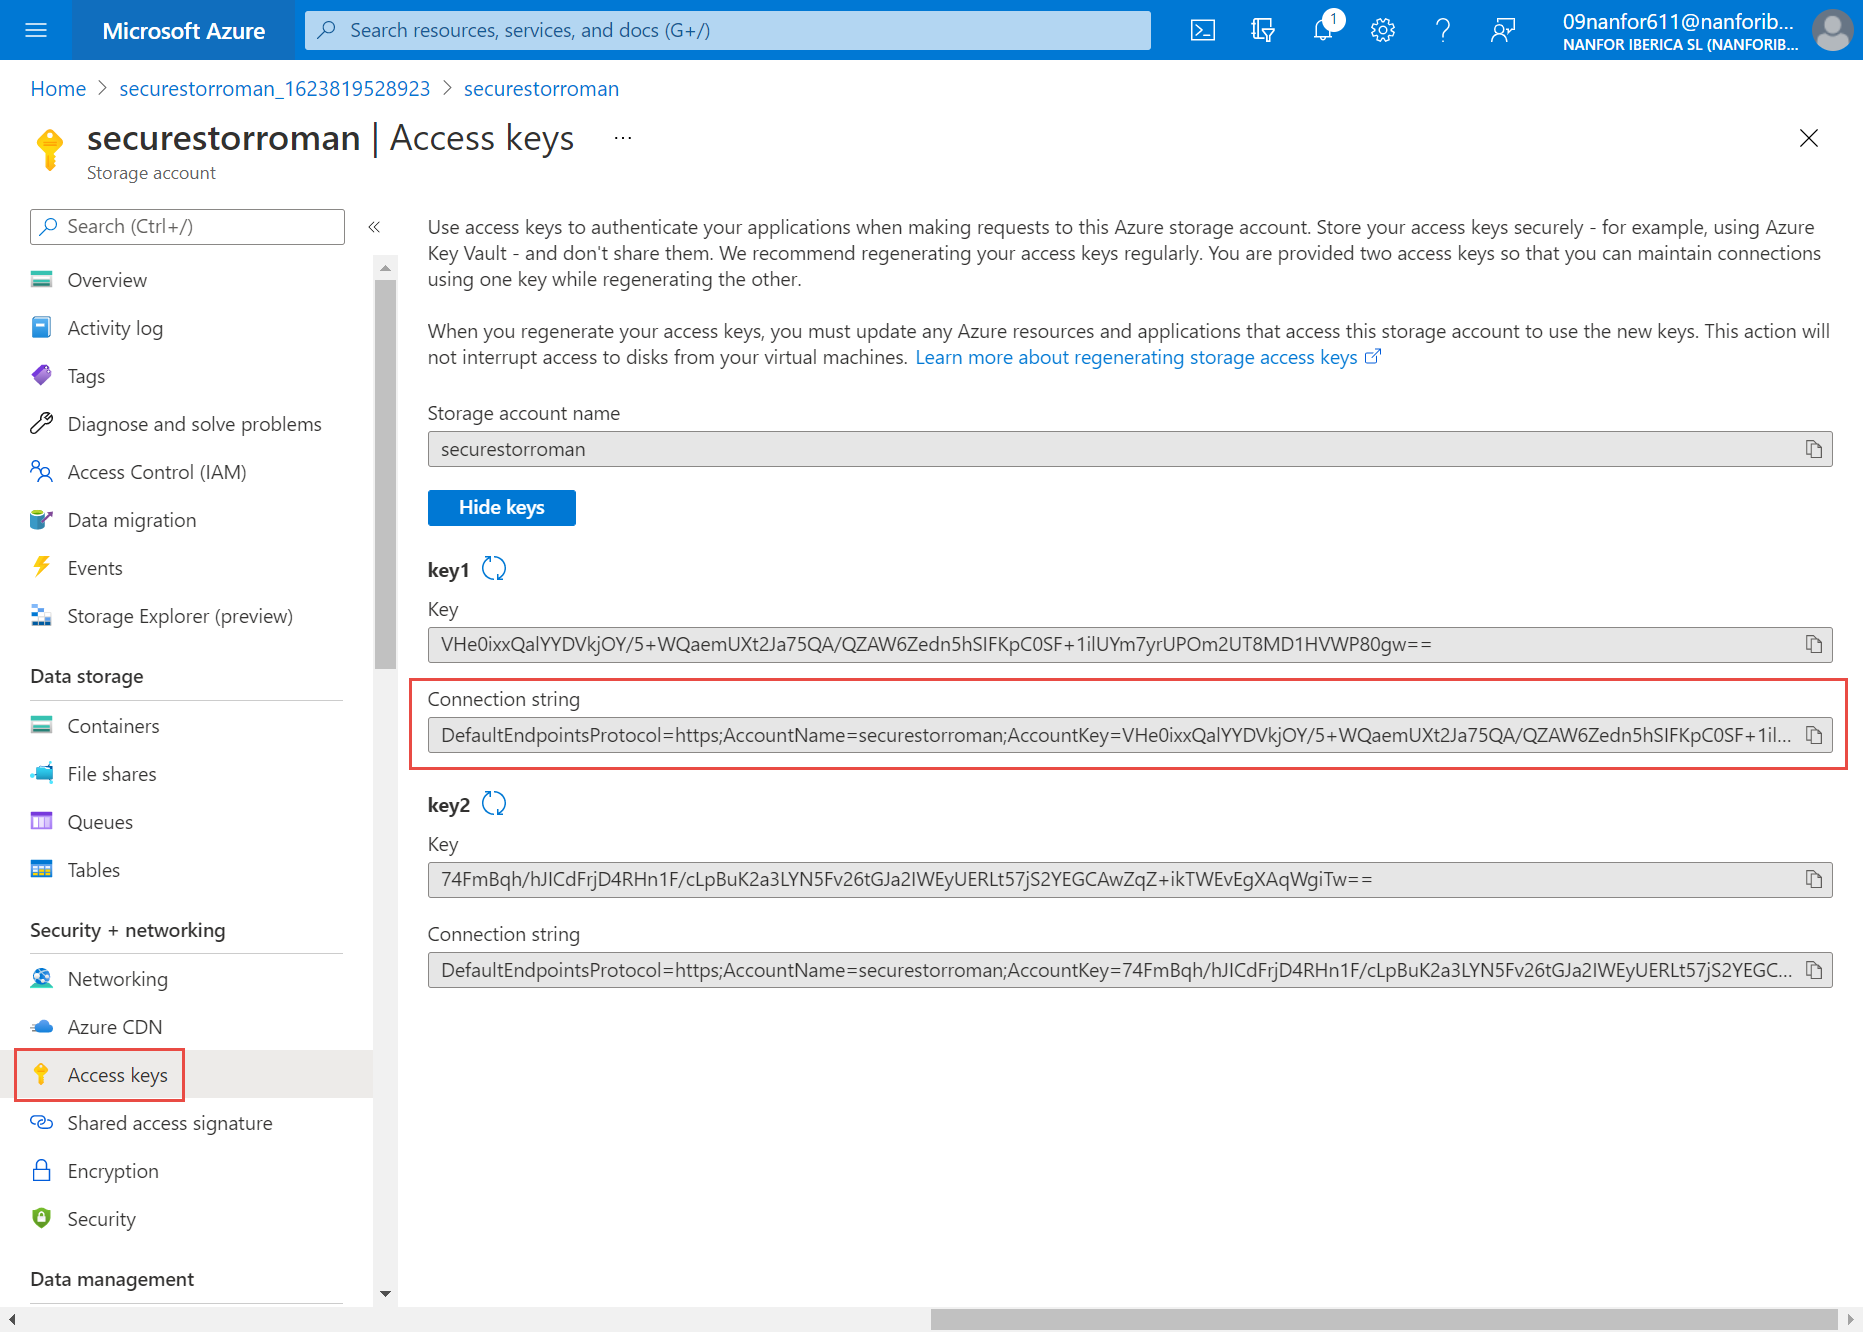 Microsoft Azure
Search resources, services, and docs (G+/)
1
09nanfor611@nanforib...
NANFOR IBERICA SL (NANFORIB...
Home > securestorroman_1623819528923 > securestorroman
securestorroman | Access keys ...
Storage account
Search (Ctrl+/)
«
Overview
Activity log
Tags
Diagnose and solve problems
Access Control (IAM)
Data migration
Events
Storage Explorer (preview)
Data storage
Containers
File shares
Queues
Tables
Security + networking
Networking
Azure CDN
Access keys
Shared access signature
Encryption
Security
Data management
Use access keys to authenticate your applications when making requests to this Azure storage account. Store your access keys securely - for example, using Azure
Key Vault - and don't share them. We recommend regenerating your access keys regularly. You are provided two access keys so that you can maintain connections
using one key while regenerating the other.
When you regenerate your access keys, you must update any Azure resources and applications that access this storage account to use the new keys. This action will
not interrupt access to disks from your virtual machines. Learn more about regenerating storage access keys
Storage account name
securestorroman
Hide keys
key1
Key
VHe0ixxQalYYDVkjOY/5+WQaemUXt2Ja75QA/QZAW6Zedn5hSIFKpC0SF+1ilUYm7yrUPOm2UT8MD1HVWP80gw==
Connection string
DefaultEndpointsProtocol=https;AccountName=securestorroman;AccountKey=VHe0ixxQalYYDVkjOY/5+WQaemUXt2Ja75QA/QZAW6Zedn5hSIFKpC0SF+1il...
key2
Key
74FmBqh/hJICdFrjD4RHn1F/cLpBuK2a3LYN5Fv26tGJa2IWEyUERLt57jS2YEGCAwZqZ+ikTWEvEgXAqWgiTw==
Connection string
DefaultEndpointsProtocol=https;AccountName=securestorroman;AccountKey=74FmBqh/hJICdFrjD4RHn1F/cLpBuK2a3LYN5Fv26tGJa2IWEyUERLt57jS2YEGC...